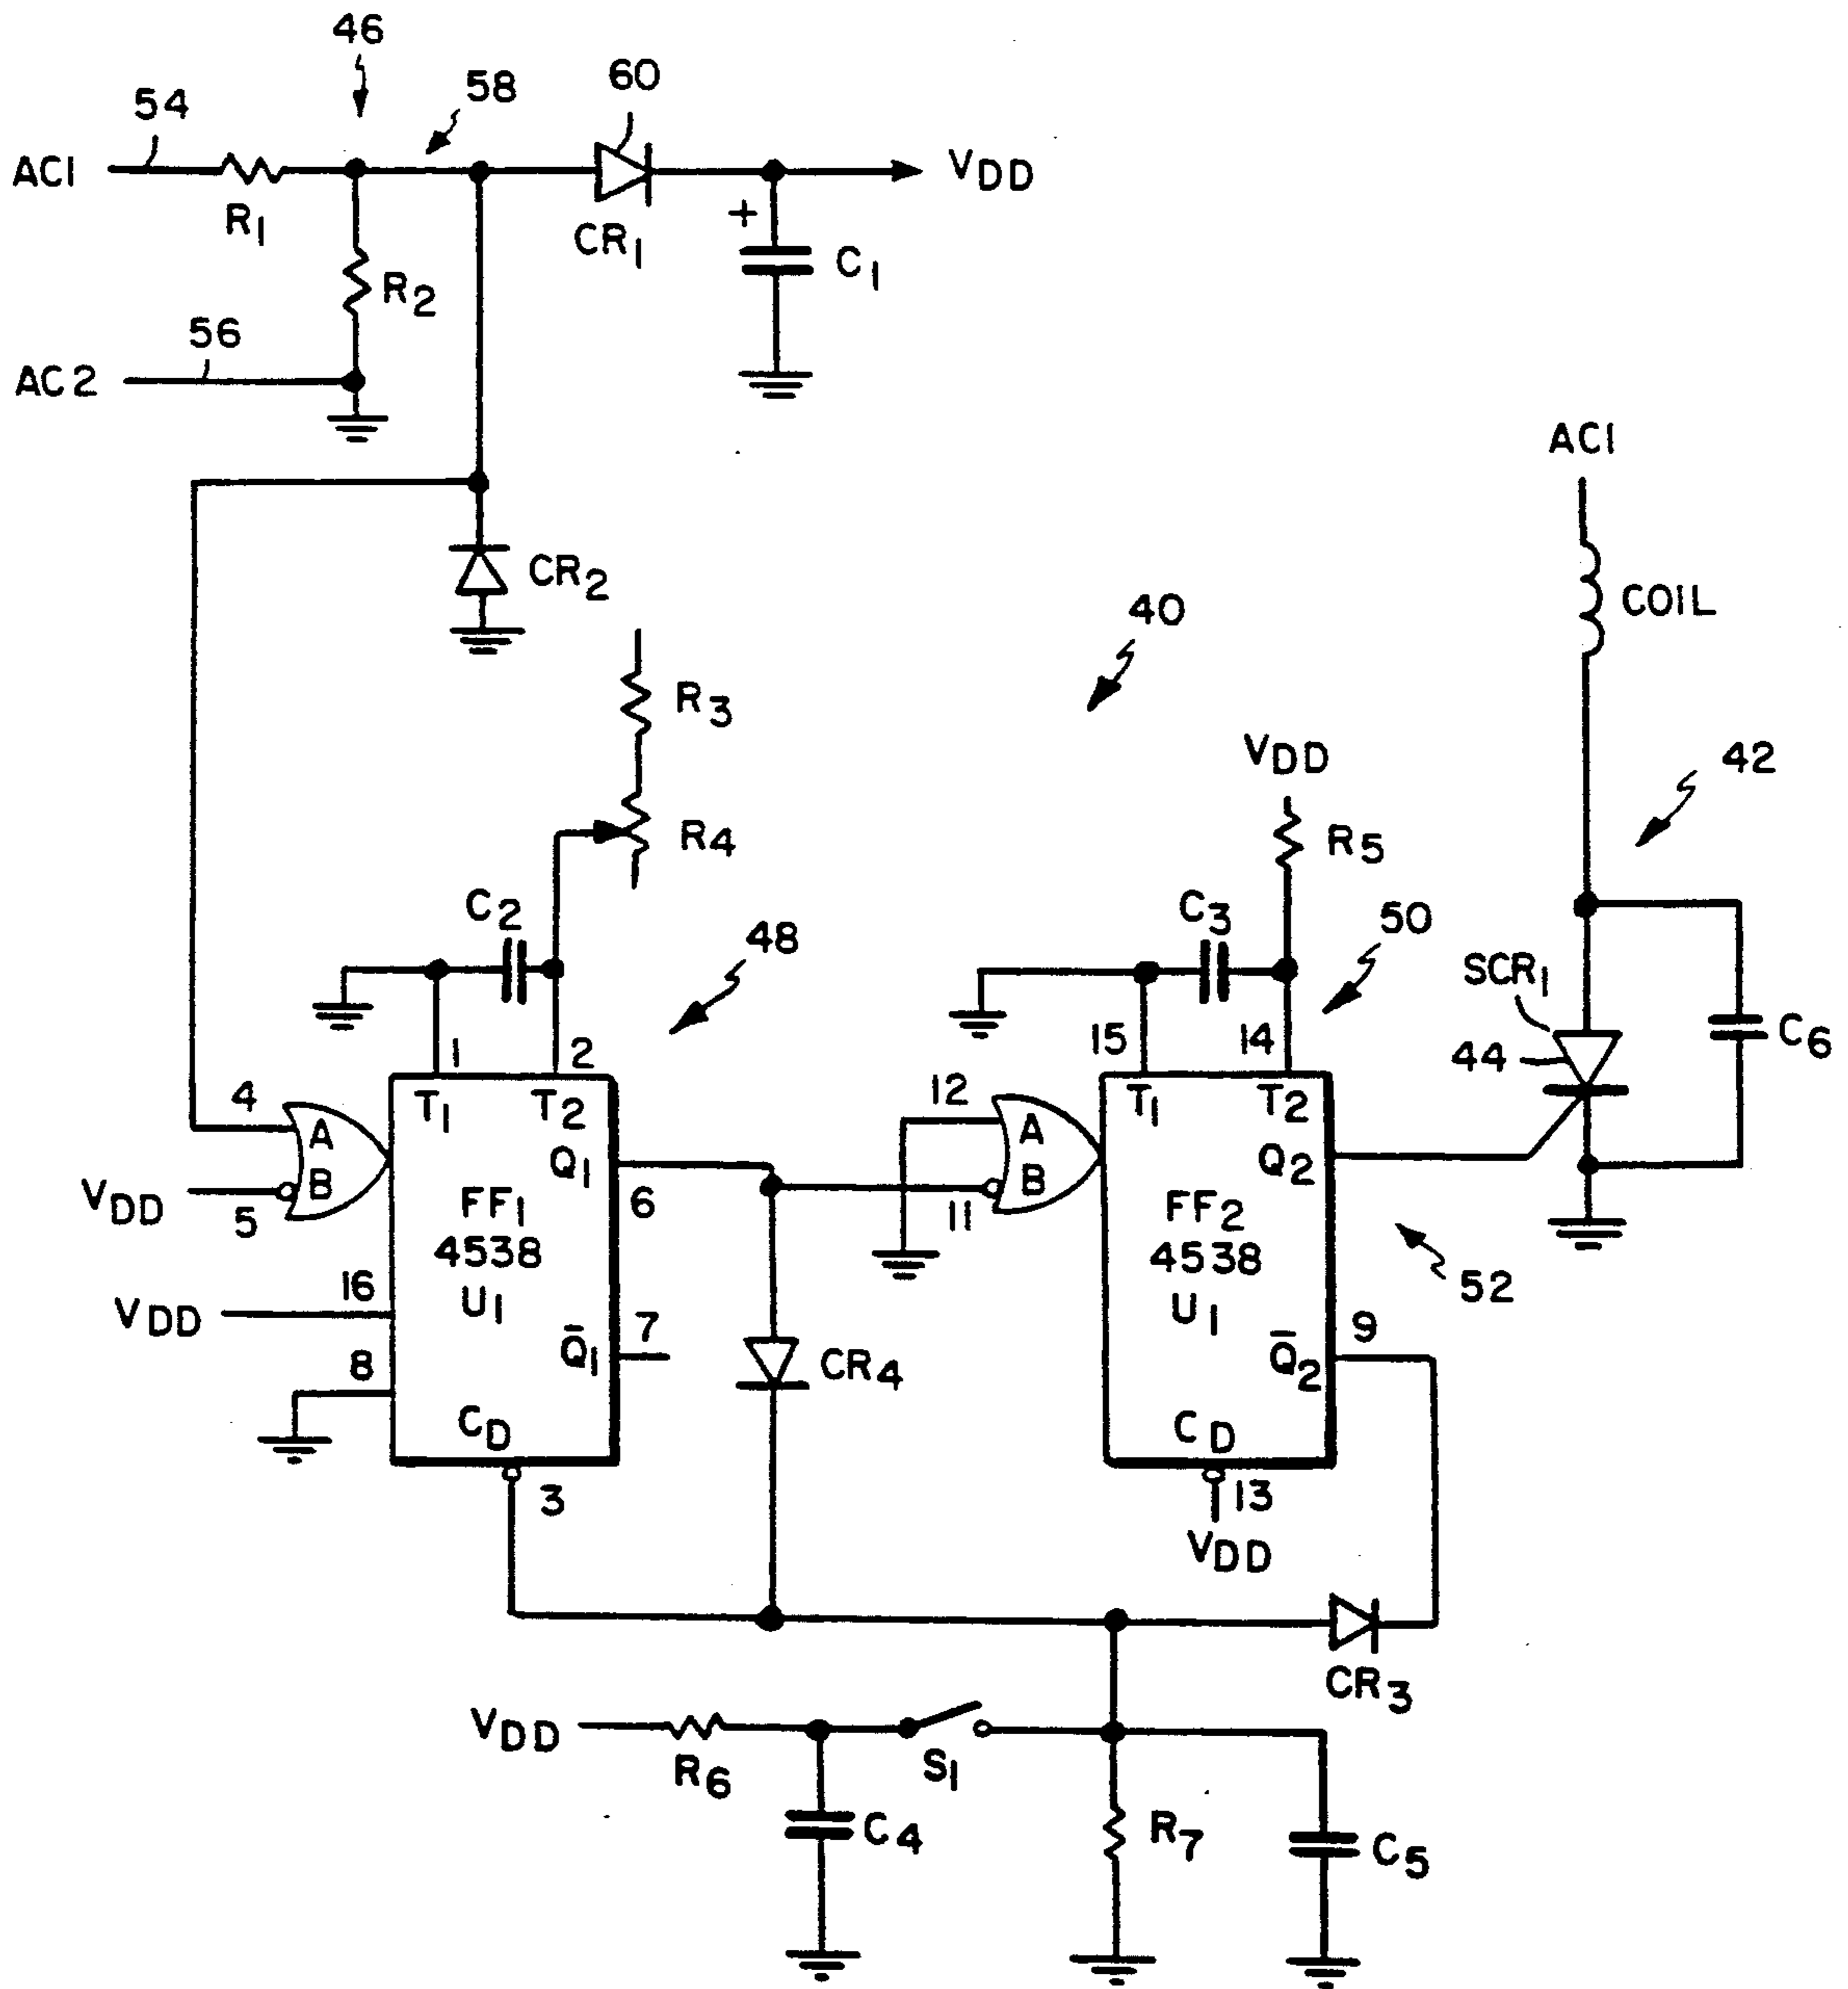 46
54
58
60
AC1
R1
CR1
VDD
+
C1
R2
56
AC2
CR2
AC1
COIL
40
R3
R4
VDD
R5
42
C2
48
C3
50
SCR1
44
C6
1
2
15
14
4
A
B
T1
T2
Q1
6
12
A
B
11
T1
T2
Q2
VDD
5
FF1
4538
U1
FF2
4538
U1
52
VDD
16
7
Q̅1
8
CR4
Q̅2
9
CD
3
CD
13
VDD
CR3
VDD
R6
S1
C4
R7
C5